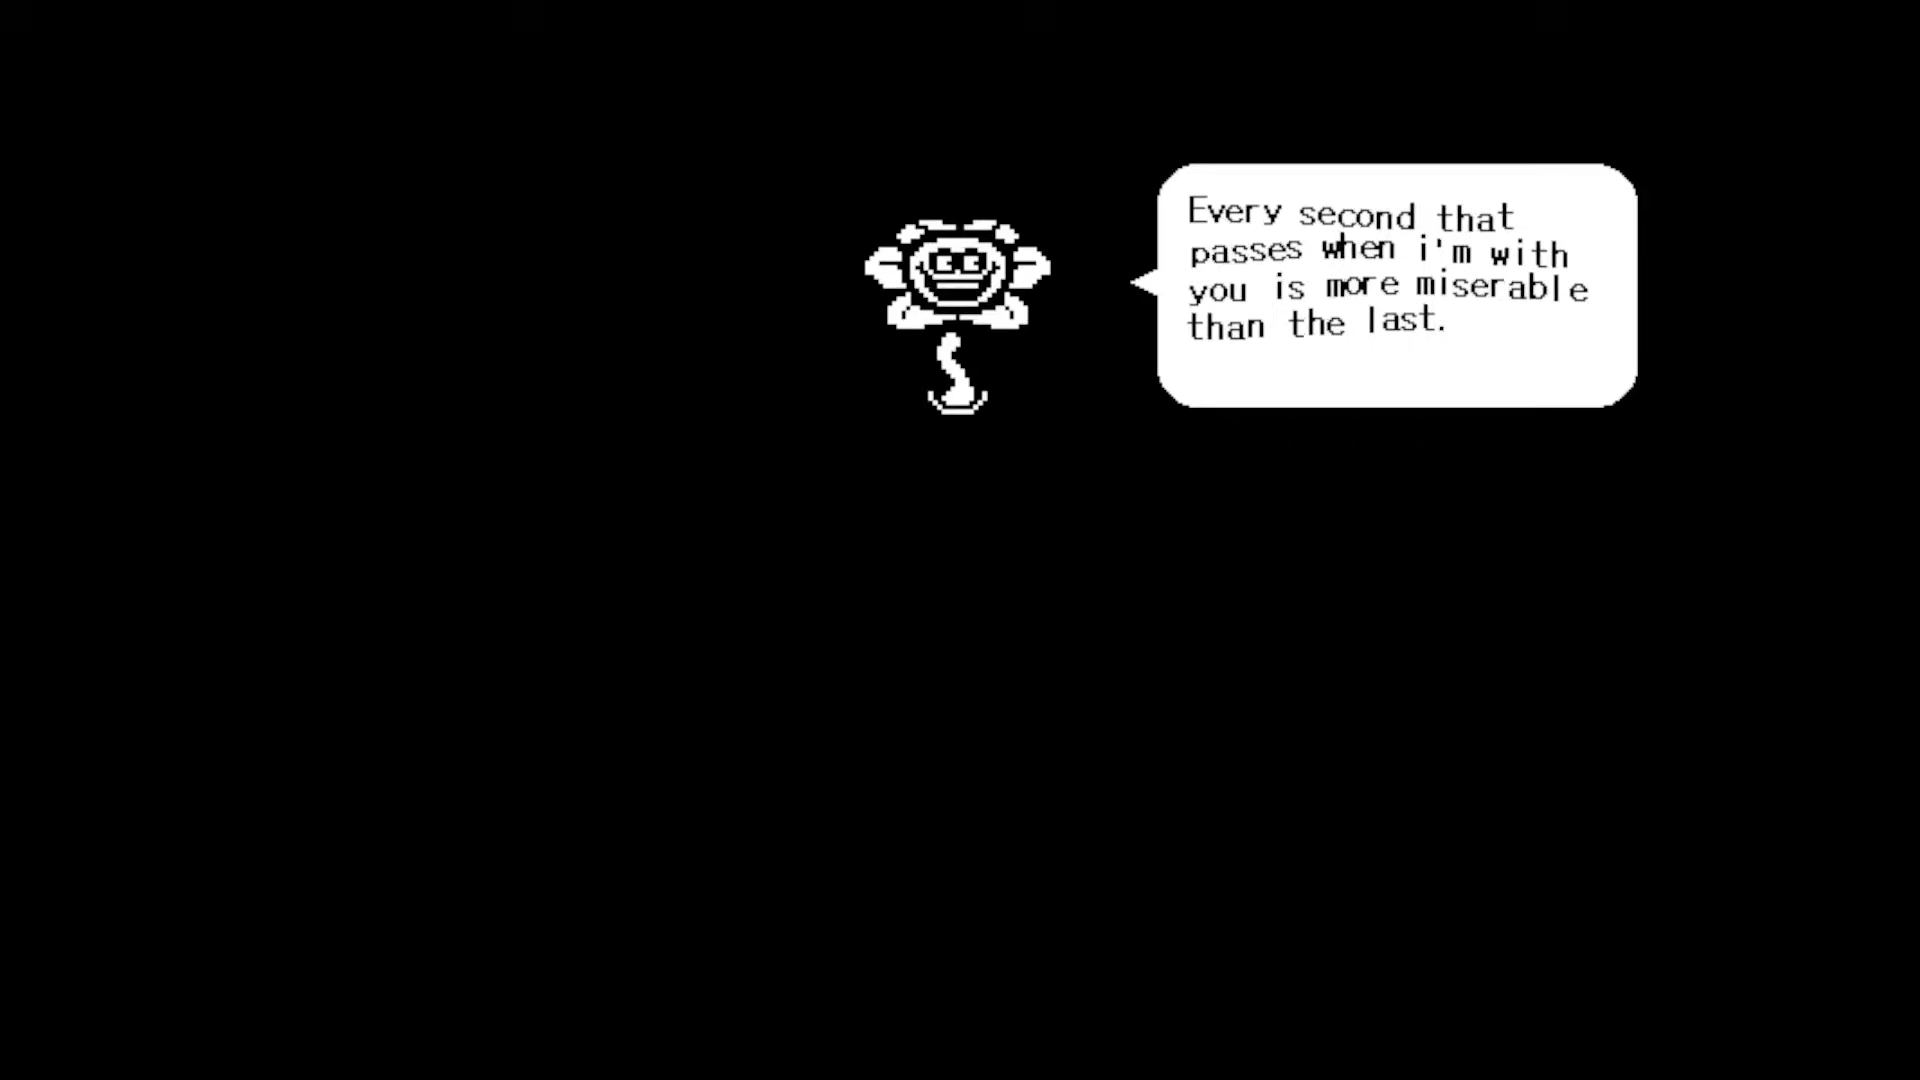 Every second that
passes when i'm with
you is more miserable
than the last.